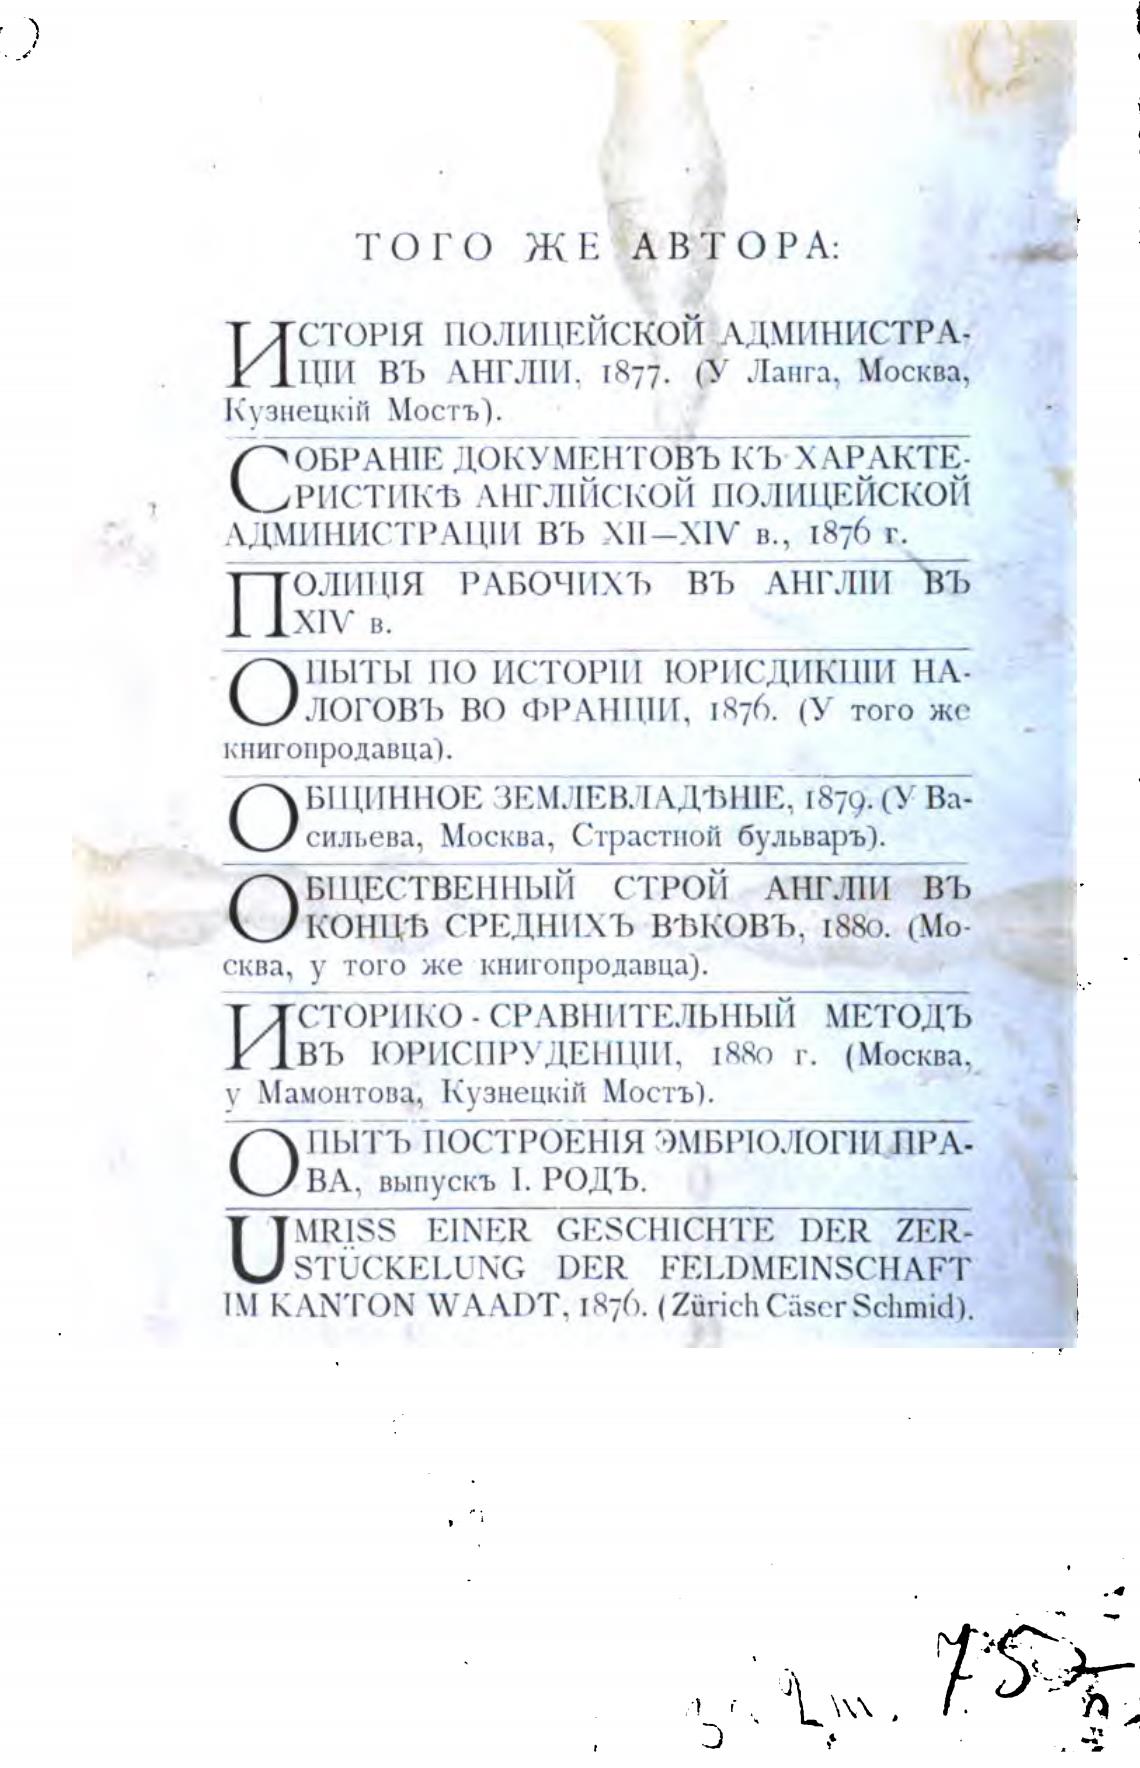 ТОГО ЖЕ АВТОРА:
ИСТОРІЯ ПОЛИЦЕЙСКОЙ АДМИНИСТРА-
ЦІИ ВЪ АНГЛІИ, 1877. (У Ланга, Москва,
Кузнецкій Мостъ).
СОБРАНІЕ ДОКУМЕНТОВЪ КЪ ХАРАКТЕ-
РИСТИКѢ АНГЛІЙСКОЙ ПОЛИЦЕЙСКОЙ
АДМИНИСТРАЦІИ ВЪ XII—XIV в., 1876 г.
ПОЛИЦІЯ РАБОЧИХЪ ВЪ АНГЛІИ ВЪ
XIV в.
ОПЫТЫ ПО ИСТОРІИ ЮРИСДИКЦІИ НА-
ЛОГОВЪ ВО ФРАНЦІИ, 1876. (У того же
книгопродавца).
ОБЩИННОЕ ЗЕМЛЕВЛАДѢНІЕ, 1879. (У Ва-
сильева, Москва, Страстной бульваръ).
ОБЩЕСТВЕННЫЙ СТРОЙ АНГЛІИ ВЪ
КОНЦѢ СРЕДНИХЪ ВѢКОВЪ, 1880. (Мо-
сква, у того же книгопродавца).
ИСТОРИКО-СРАВНИТЕЛЬНЫЙ МЕТОДЪ
ВЪ ЮРИСПРУДЕНЦІИ, 1880 г. (Москва,
у Мамонтова, Кузнецкій Мостъ).
ОПЫТЪ ПОСТРОЕНІЯ ЭМБРІОЛОГІИ ПРА-
ВА, выпускъ I. РОДЪ.
UMRISS EINER GESCHICHTE DER ZER-
STÜCKELUNG DER FELDMEINSCHAFT
IM KANTON WAADT, 1876. (Zürich Cäser Schmid).